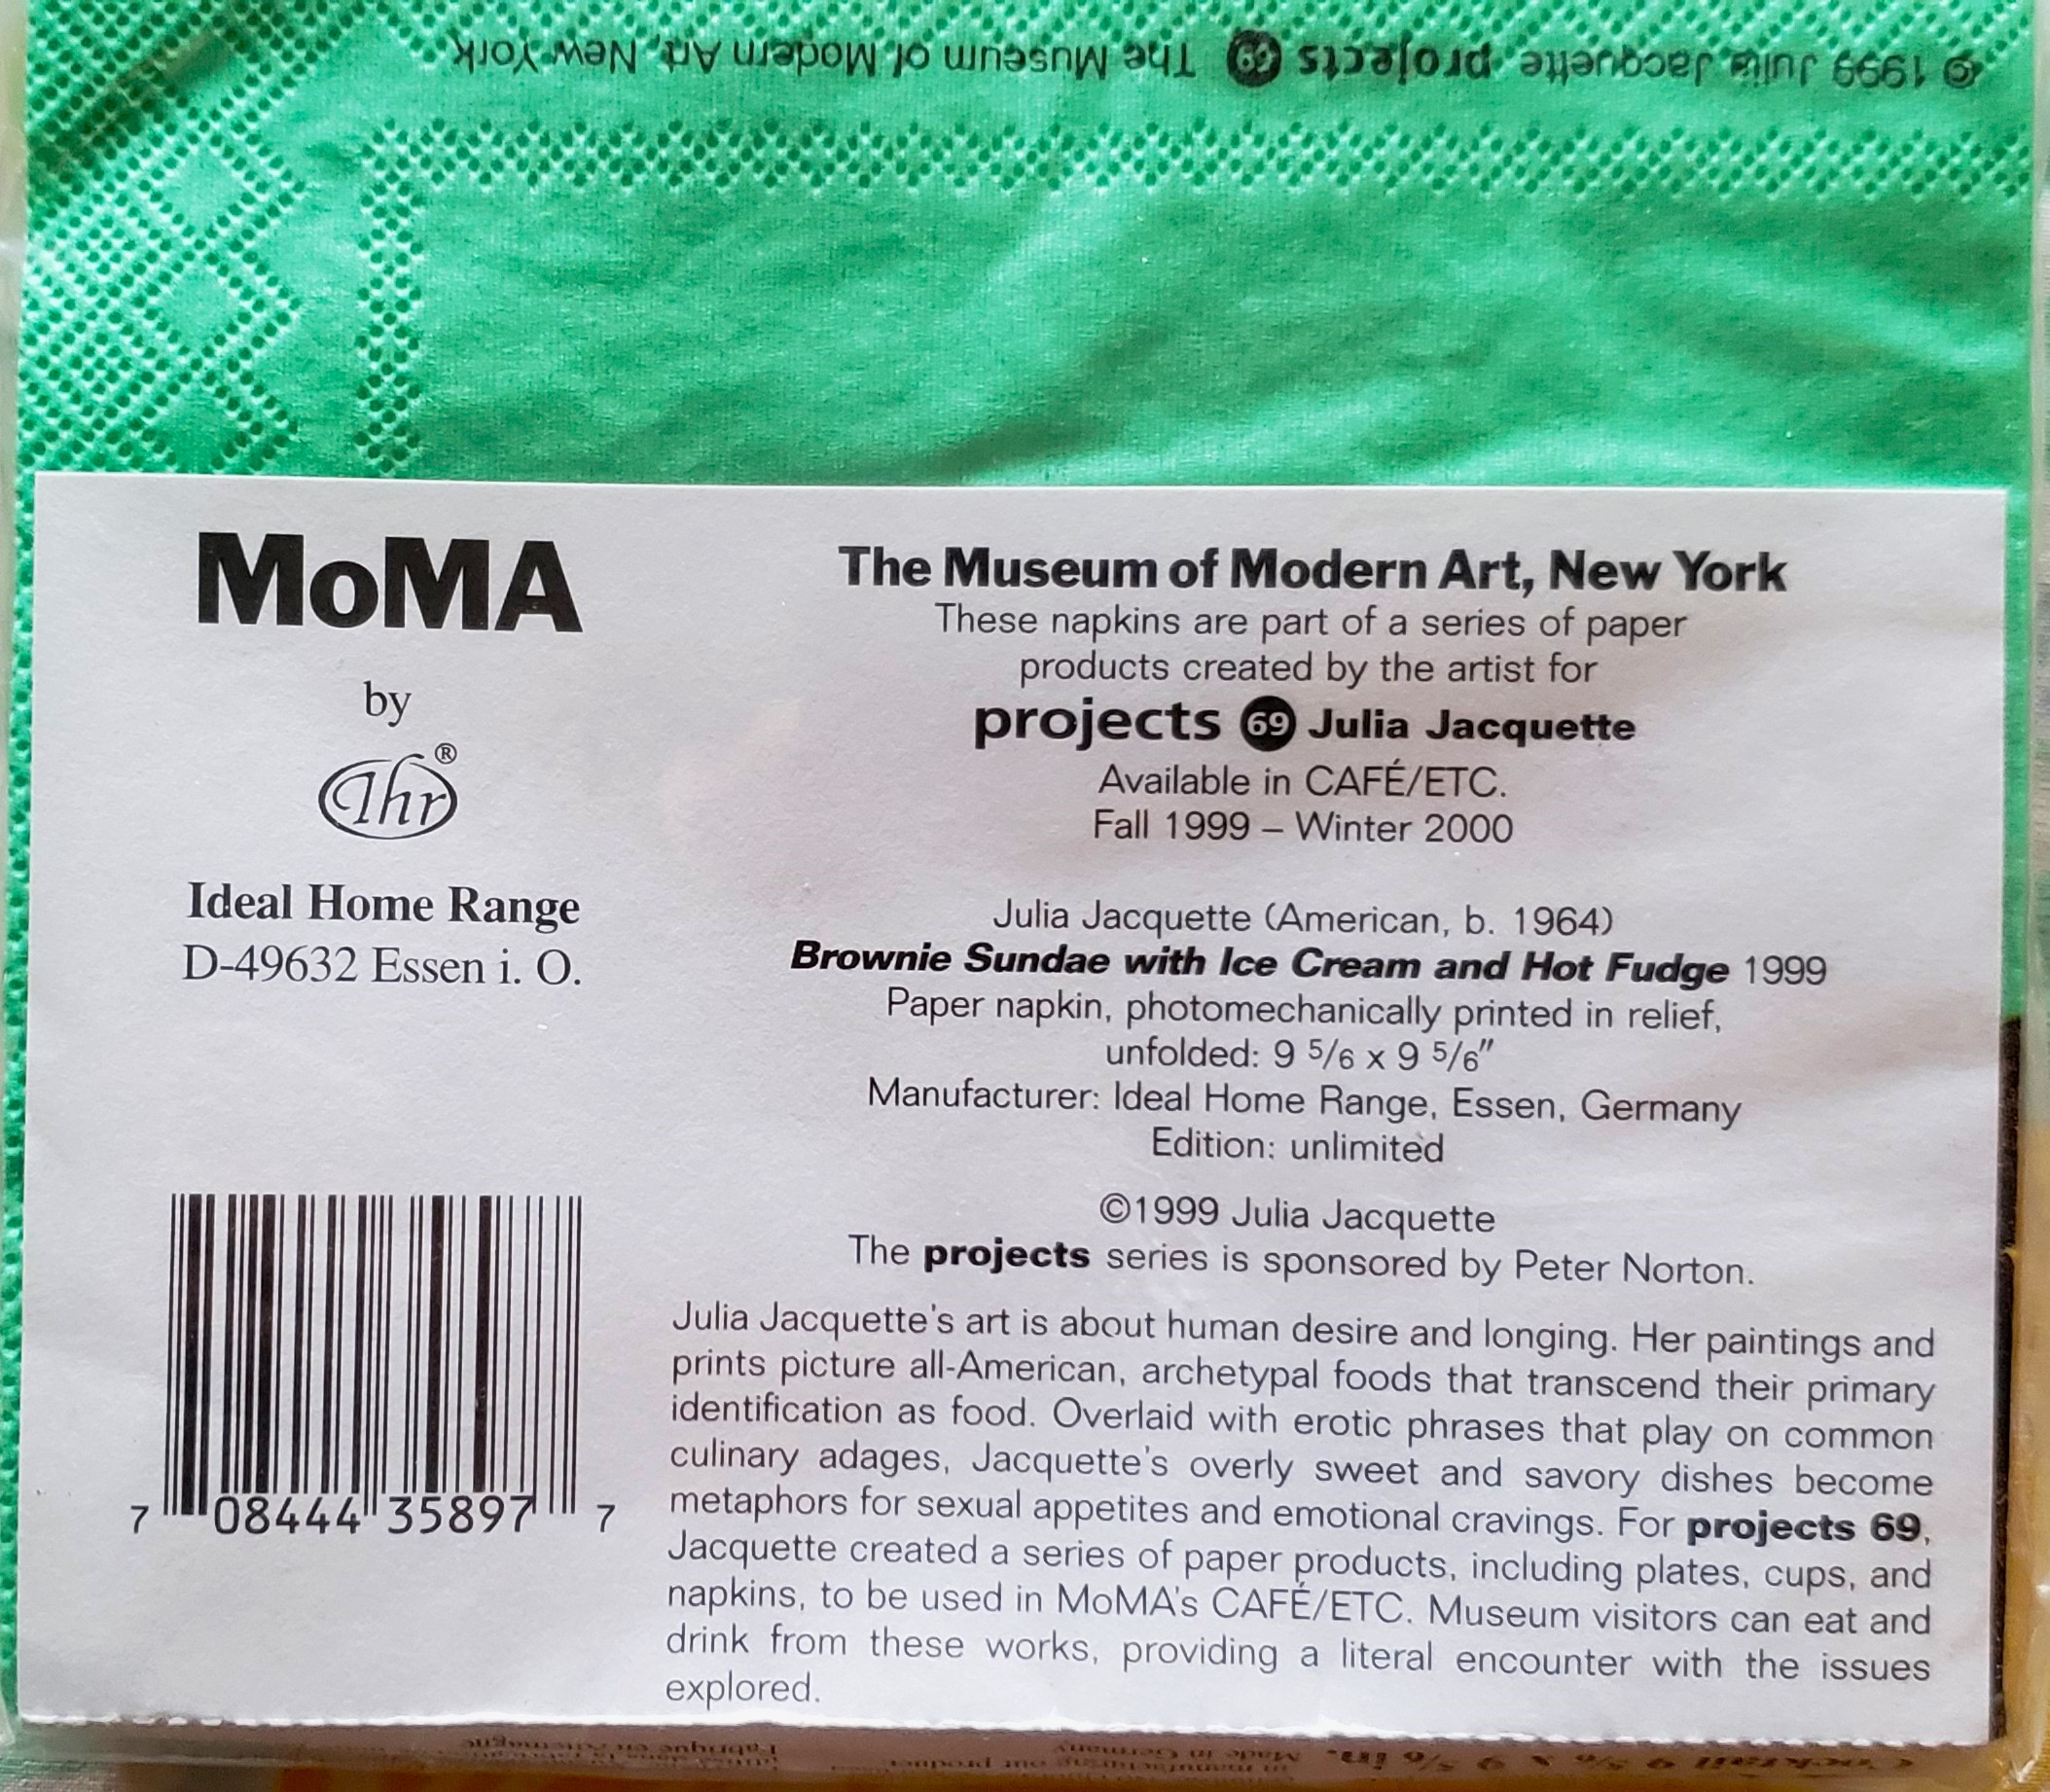 © 1999 Julia Jacquette projects 69 The Museum of Modern Art, New York
MoMA
by
Ihr®
Ideal Home Range
D-49632 Essen i. O.
7 08444 35897 7
The Museum of Modern Art, New York
These napkins are part of a series of paper
products created by the artist for
projects 69 Julia Jacquette
Available in CAFÉ/ETC.
Fall 1999 – Winter 2000
Julia Jacquette (American, b. 1964)
Brownie Sundae with Ice Cream and Hot Fudge 1999
Paper napkin, photomechanically printed in relief,
unfolded: 9 5/6 x 9 5/6"
Manufacturer: Ideal Home Range, Essen, Germany
Edition: unlimited
©1999 Julia Jacquette
The projects series is sponsored by Peter Norton.
Julia Jacquette's art is about human desire and longing. Her paintings and
prints picture all-American, archetypal foods that transcend their primary
identification as food. Overlaid with erotic phrases that play on common
culinary adages, Jacquette's overly sweet and savory dishes become
metaphors for sexual appetites and emotional cravings. For projects 69,
Jacquette created a series of paper products, including plates, cups, and
napkins, to be used in MoMA's CAFÉ/ETC. Museum visitors can eat and
drink from these works, providing a literal encounter with the issues
explored.
Made in Germany
manufacturing our product
Fabriqué en Allemagne